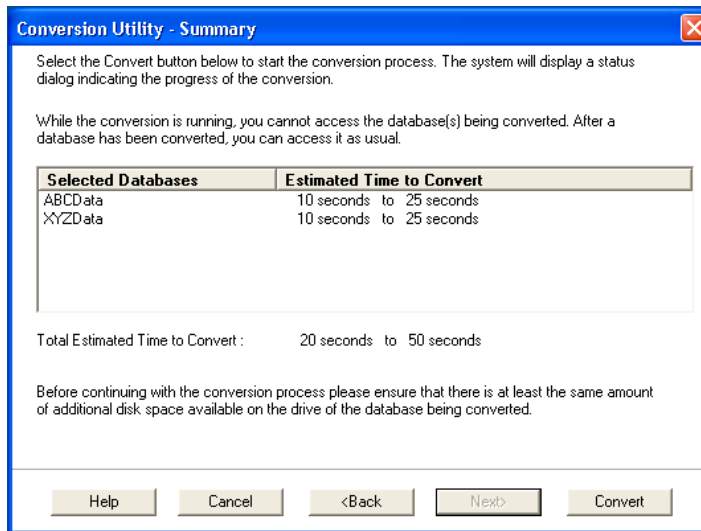 Conversion Utility - Summary
Select the Convert button below to start the conversion process. The system will display a status
dialog indicating the progress of the conversion.
While the conversion is running, you cannot access the database(s) being converted. After a
database has been converted, you can access it as usual.
Selected Databases Estimated Time to Convert
ABCData 10 seconds to 25 seconds
XYZData 10 seconds to 25 seconds
Total Estimated Time to Convert : 20 seconds to 50 seconds
Before continuing with the conversion process please ensure that there is at least the same amount
of additional disk space available on the drive of the database being converted.
Help Cancel <Back Next> Convert